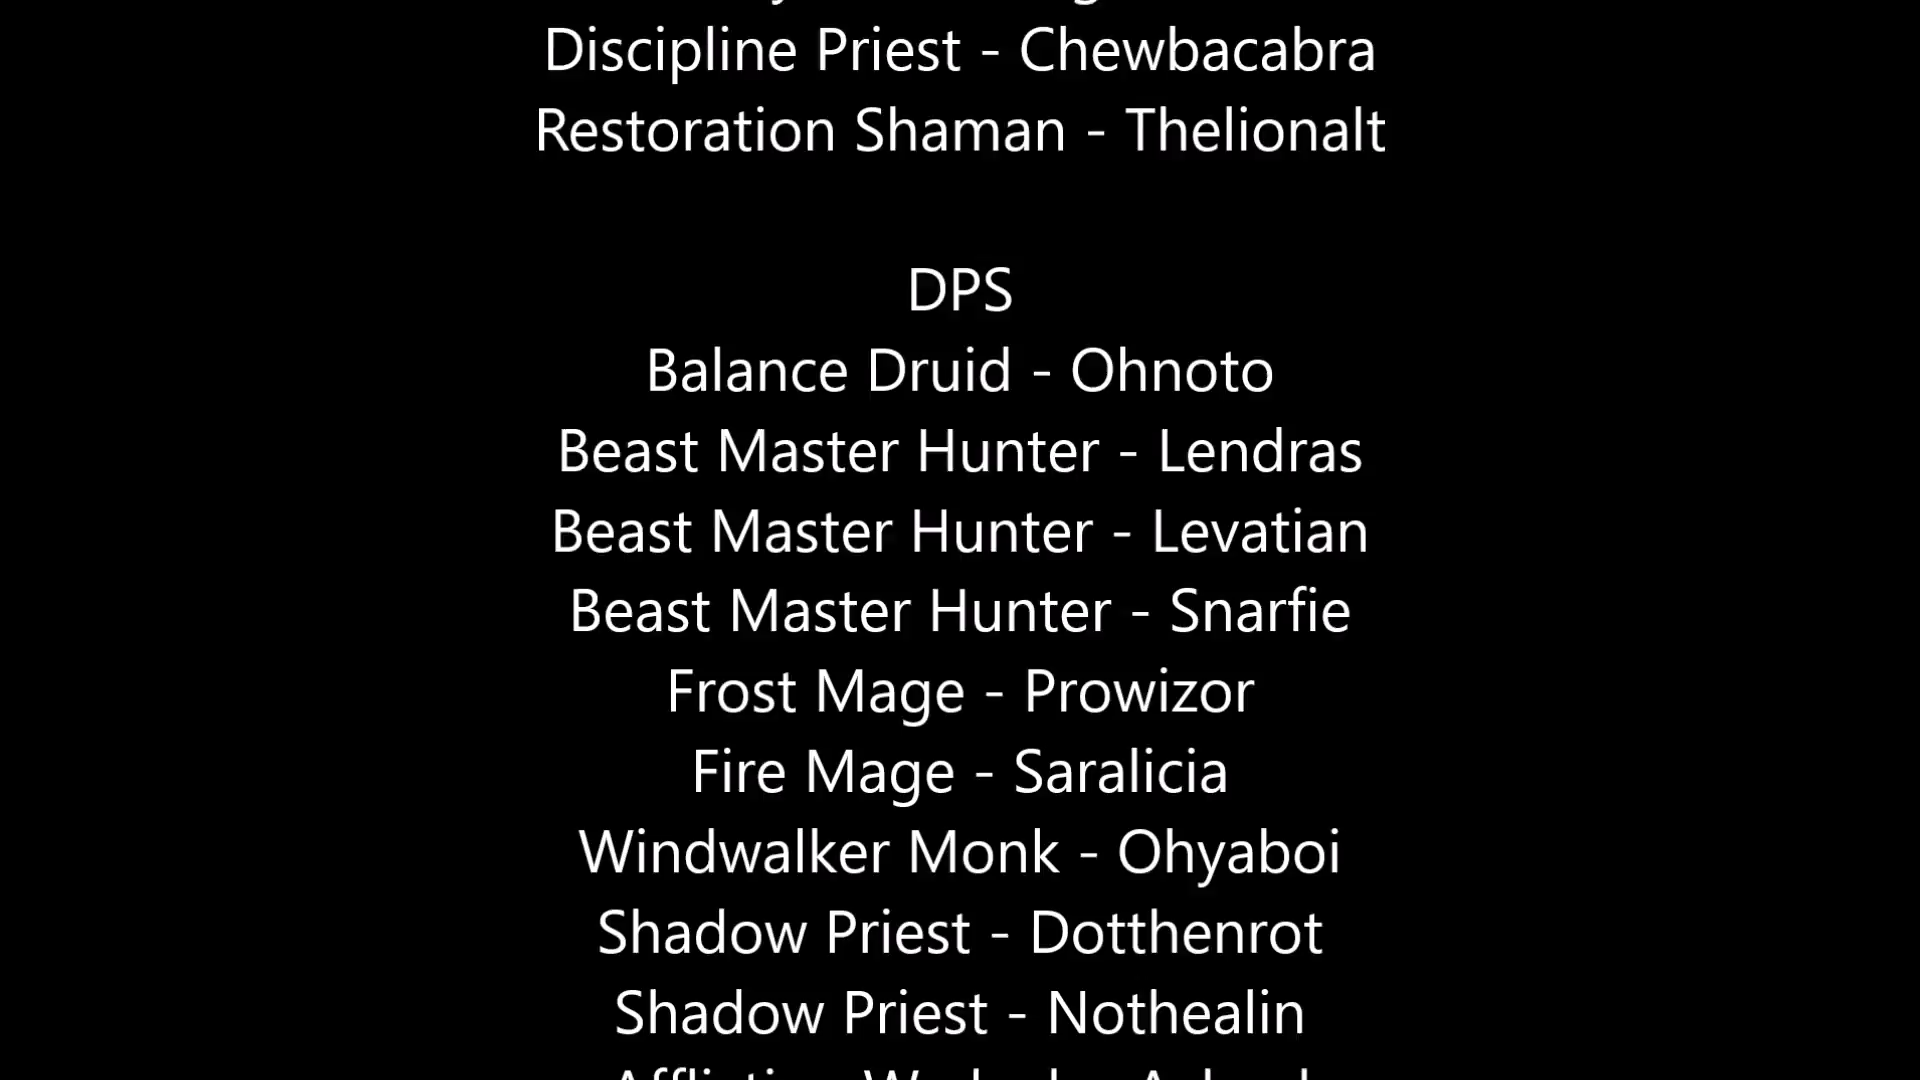 Discipline Priest - Chewbacabra
Restoration Shaman - Thelionalt
DPS
Balance Druid - Ohnoto
Beast Master Hunter - Lendras
Beast Master Hunter - Levatian
Beast Master Hunter - Snarfie
Frost Mage - Prowizor
Fire Mage - Saralicia
Windwalker Monk - Ohyaboi
Shadow Priest - Dotthenrot
Shadow Priest - Nothealin